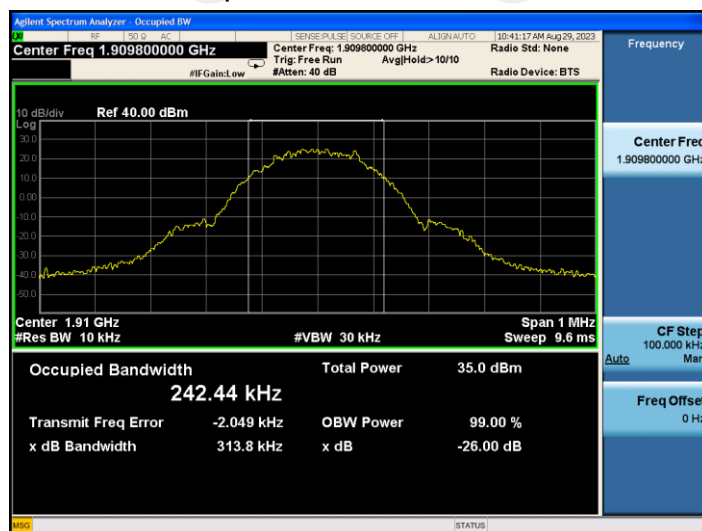 Agilent Spectrum Analyzer - Occupied BW
LXI RF 50 Ω AC SENSE:PULSE SOURCE OFF ALIGN AUTO 10:41:17 AM Aug 29, 2023
Center Freq 1.909800000 GHz
Center Freq: 1.909800000 GHz
Radio Std: None
Trig: Free Run Avg|Hold:> 10/10
#IFGain:Low #Atten: 40 dB Radio Device: BTS
Frequency
10 dB/div Ref 40.00 dBm
Log
30.0
20.0
10.0
0.00
-10.0
-20.0
-30.0
-40.0
-50.0
Center Freq
1.909800000 GHz
Center 1.91 GHz Span 1 MHz
#Res BW 10 kHz #VBW 30 kHz Sweep 9.6 ms
CF Step
100.000 kHz
Auto Man
Occupied Bandwidth Total Power 35.0 dBm
242.44 kHz
Transmit Freq Error -2.049 kHz OBW Power 99.00 %
x dB Bandwidth 313.8 kHz x dB -26.00 dB
Freq Offset
0 Hz
MSG STATUS